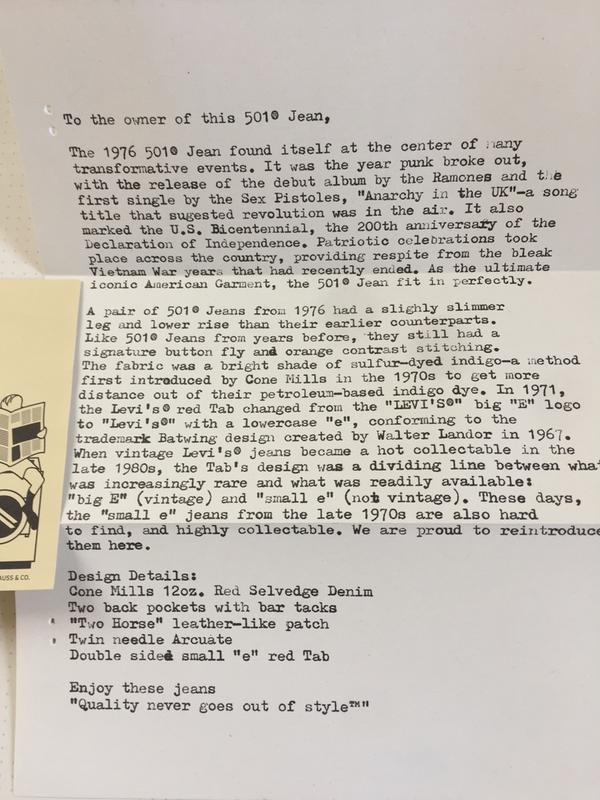 To the owner of this 501® Jean,
The 1976 501® Jean found itself at the center of many
transformative events. It was the year punk broke out,
with the release of the debut album by the Ramones and the
first single by the Sex Pistoles, "Anarchy in the UK"—a song
title that sugested revolution was in the air. It also
marked the U.S. Bicentennial, the 200th anniversary of the
Declaration of Independence. Patriotic celebrations took
place across the country, providing respite from the bleak
Vietnam War years that had recently ended. As the ultimate
iconic American Garment, the 501® Jean fit in perfectly.
A pair of 501® Jeans from 1976 had a slighly slimmer
leg and lower rise than their earlier counterparts.
Like 501® Jeans from years before, they still had a
signature button fly and orange contrast stitching.
The fabric was a bright shade of sulfur-dyed indigo—a method
first introduced by Cone Mills in the 1970s to get more
distance out of their petroleum-based indigo dye. In 1971,
the Levi's® red Tab changed from the "LEVI'S®" big "E" logo
to "Levi's®" with a lowercase "e", conforming to the
trademark Batwing design created by Walter Landor in 1967.
When vintage Levi's® jeans became a hot collectable in the
late 1980s, the Tab's design was a dividing line between what
was increasingly rare and what was readily available:
"big E" (vintage) and "small e" (not vintage). These days,
the "small e" jeans from the late 1970s are also hard
to find, and highly collectable. We are proud to reintroduce
them here.
Design Details:
Cone Mills 12oz. Red Selvedge Denim
Two back pockets with bar tacks
"Two Horse" leather-like patch
Twin needle Arcuate
Double sided small "e" red Tab
Enjoy these jeans
"Quality never goes out of style™"
AUSS & CO.